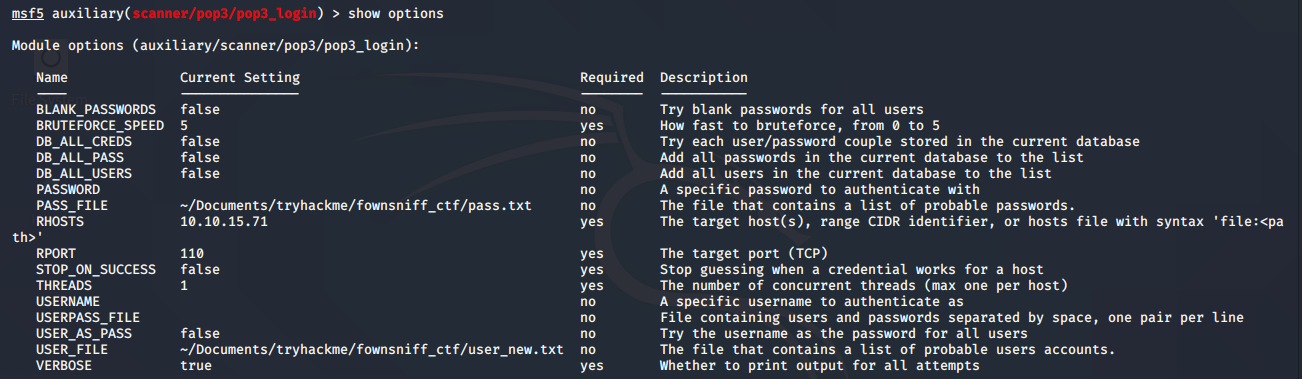 msf5 auxiliary(scanner/pop3/pop3_login) > show options
Module options (auxiliary/scanner/pop3/pop3_login):
Name Current Setting Required Description
---- --------------- -------- -----------
BLANK_PASSWORDS false no Try blank passwords for all users
BRUTEFORCE_SPEED 5 yes How fast to bruteforce, from 0 to 5
DB_ALL_CREDS false no Try each user/password couple stored in the current database
DB_ALL_PASS false no Add all passwords in the current database to the list
DB_ALL_USERS false no Add all users in the current database to the list
PASSWORD no A specific password to authenticate with
PASS_FILE ~/Documents/tryhackme/fownsniff_ctf/pass.txt no The file that contains a list of probable passwords.
RHOSTS 10.10.15.71 yes The target host(s), range CIDR identifier, or hosts file with syntax 'file:<pa
th>'
RPORT 110 yes The target port (TCP)
STOP_ON_SUCCESS false yes Stop guessing when a credential works for a host
THREADS 1 yes The number of concurrent threads (max one per host)
USERNAME no A specific username to authenticate as
USERPASS_FILE no File containing users and passwords separated by space, one pair per line
USER_AS_PASS false no Try the username as the password for all users
USER_FILE ~/Documents/tryhackme/fownsniff_ctf/user_new.txt no The file that contains a list of probable users accounts.
VERBOSE true yes Whether to print output for all attempts